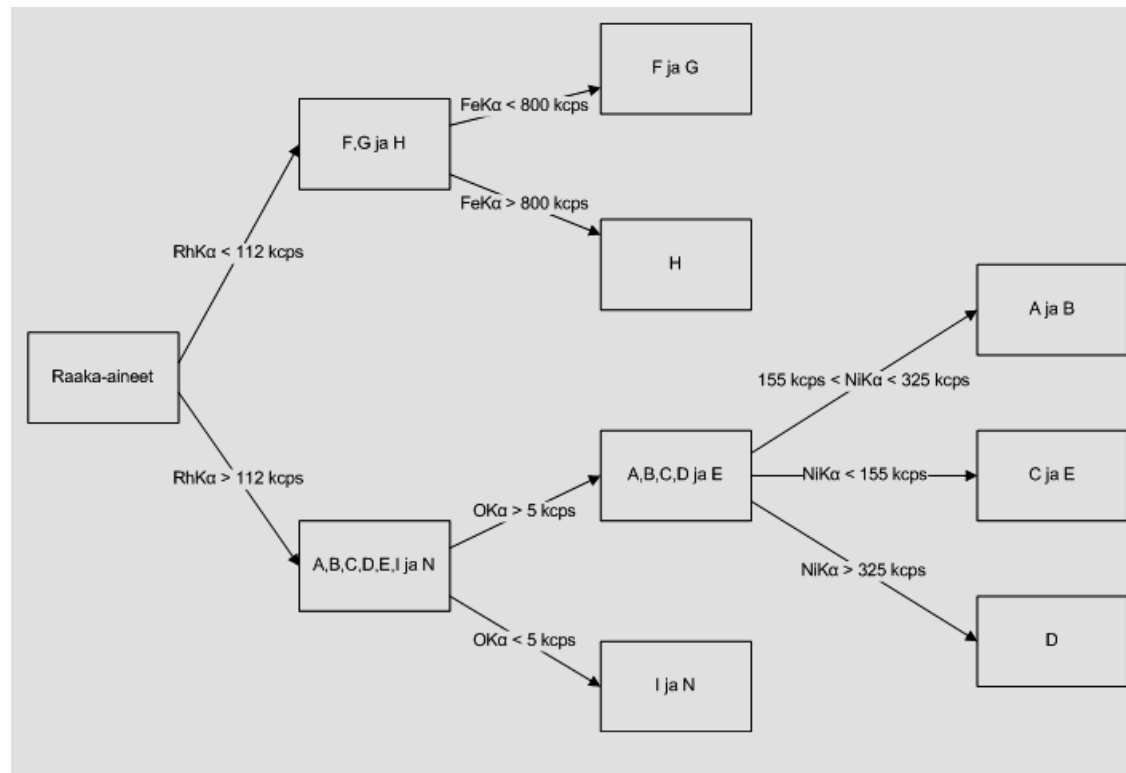 F ja G
FeKα < 800 kcps
F,G ja H
FeKα > 800 kcps
RhKα < 112 kcps
H
A ja B
Raaka-aineet
155 kcps < NiKα < 325 kcps
RhKα > 112 kcps
A,B,C,D ja E
NiKα < 155 kcps
C ja E
OKα > 5 kcps
A,B,C,D,E,I ja N
NiKα > 325 kcps
OKα < 5 kcps
D
I ja N